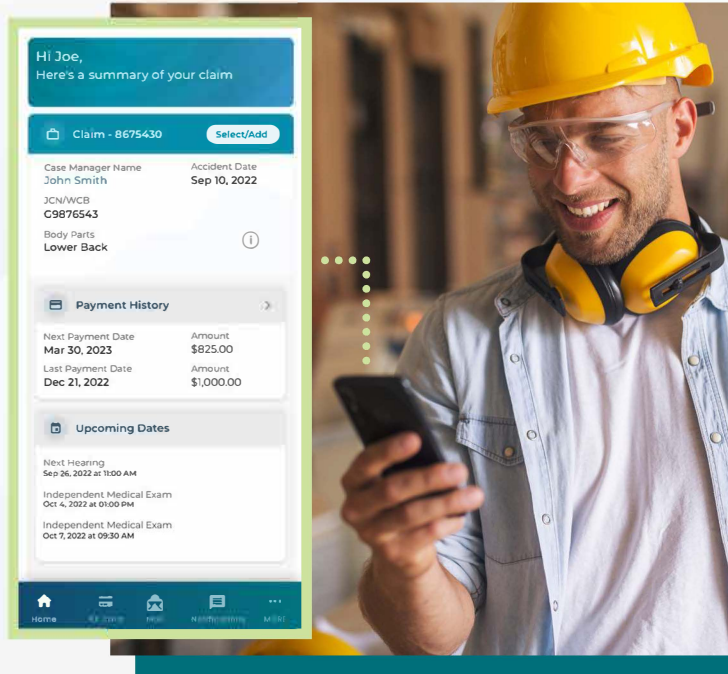 Hi Joe,
Here's a summary of your claim
Claim - 8675430
Select/Add
Case Manager Name
John Smith
Accident Date
Sep 10, 2022
JCN/WCB
G9876543
Body Parts
Lower Back
Payment History
Next Payment Date
Mar 30, 2023
Amount
$825.00
Last Payment Date
Dec 21, 2022
Amount
$1,000.00
Upcoming Dates
Next Hearing
Sep 26, 2022 at 11:00 AM
Independent Medical Exam
Oct 4, 2022 at 01:00 PM
Independent Medical Exam
Oct 7, 2022 at 09:30 AM
Home
Notifications